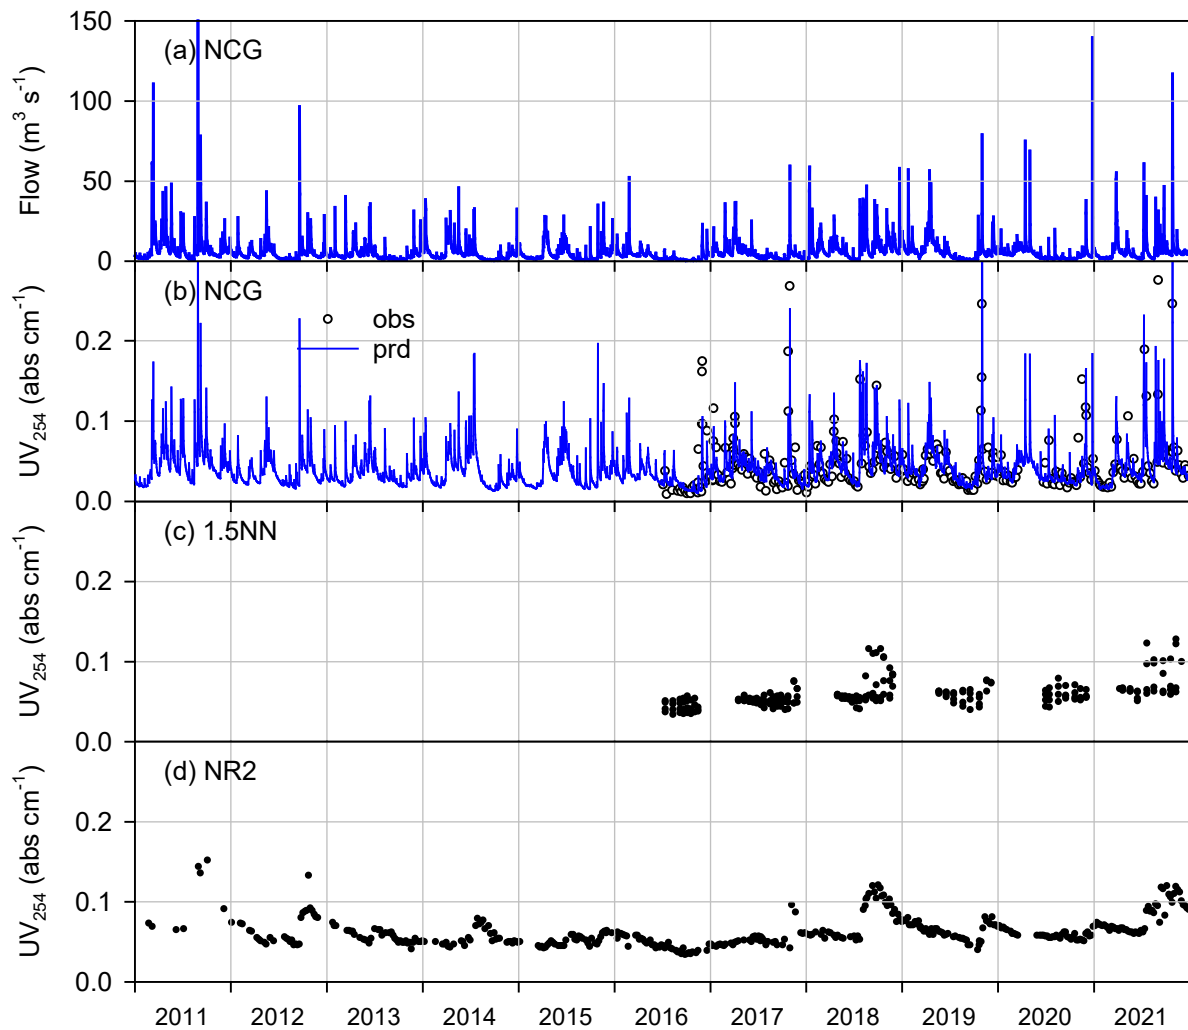 150
(a) NCG
100
Flow (m³ s⁻¹)
50
0
(b) NCG
obs
0.2
prd
UV₂₅₄ (abs cm⁻¹)
0.1
0.0
(c) 1.5NN
0.2
UV₂₅₄ (abs cm⁻¹)
0.1
0.0
(d) NR2
0.2
UV₂₅₄ (abs cm⁻¹)
0.1
0.0
2011 2012 2013 2014 2015 2016 2017 2018 2019 2020 2021